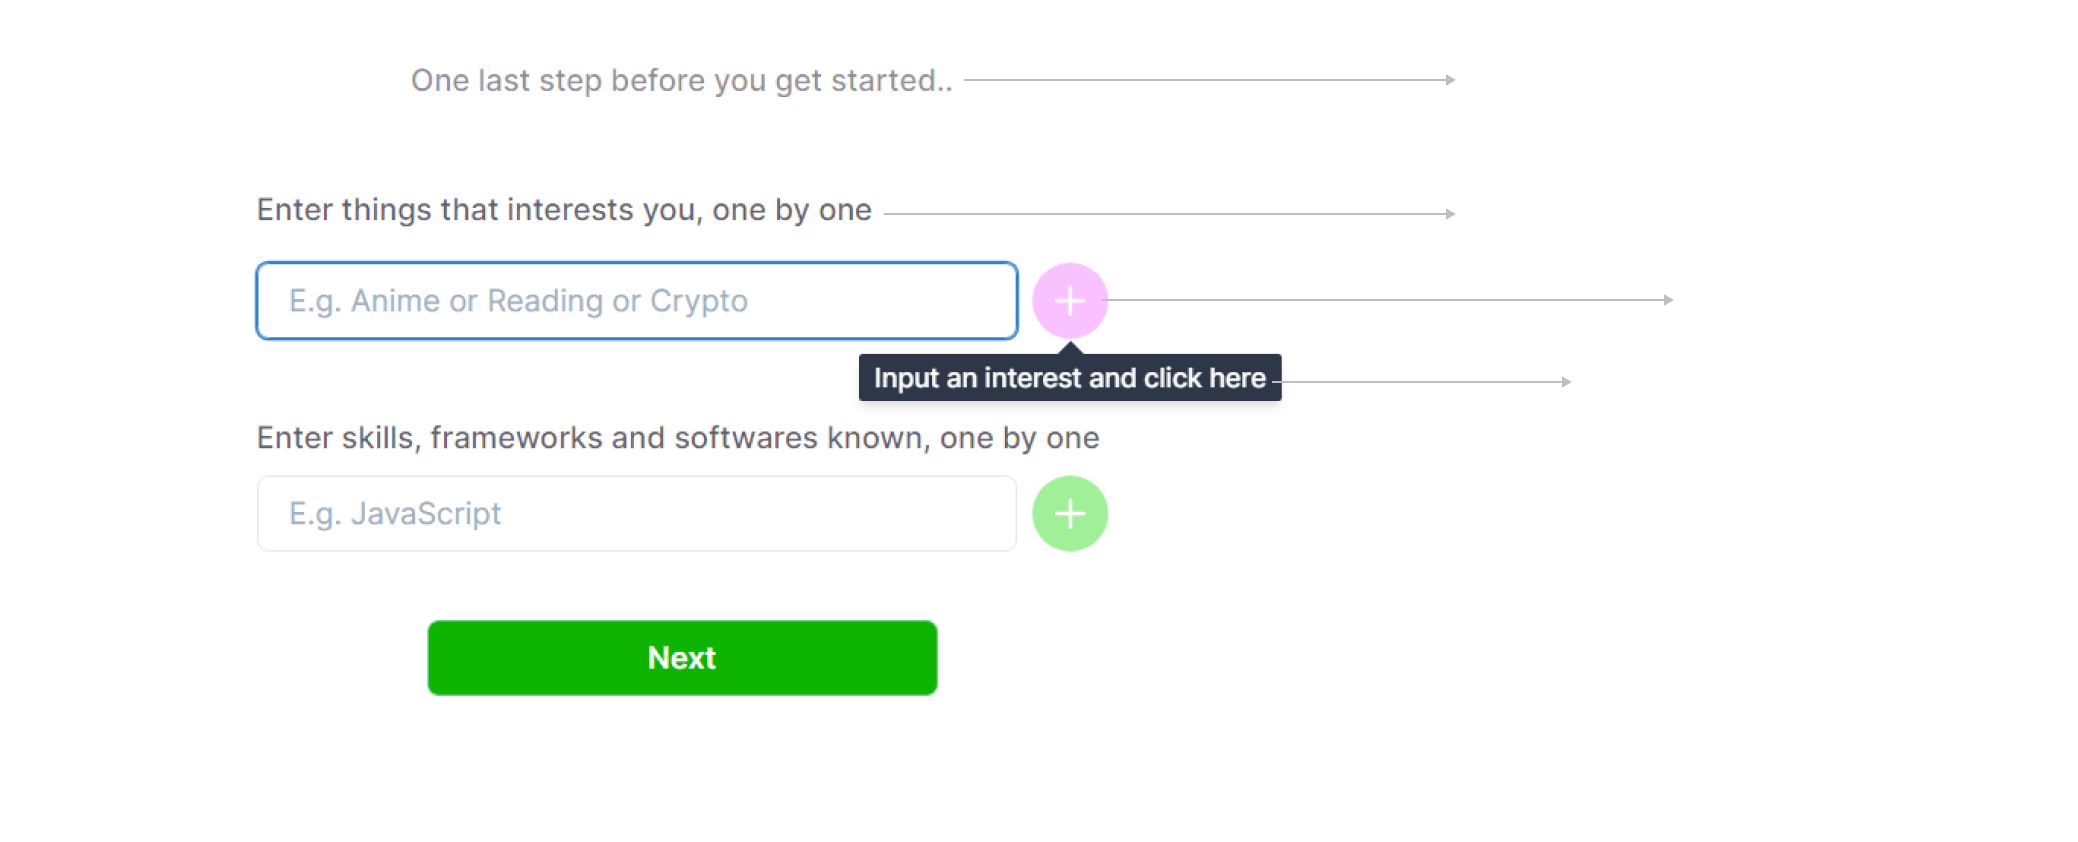 One last step before you get started..
Enter things that interests you, one by one
E.g. Anime or Reading or Crypto
Input an interest and click here
Enter skills, frameworks and softwares known, one by one
E.g. JavaScript
Next